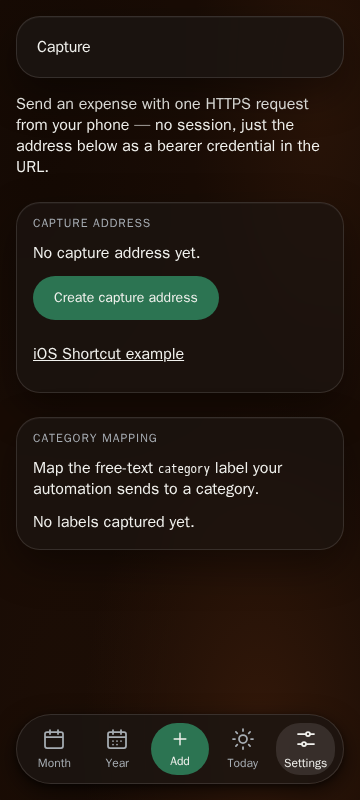 Capture
Send an expense with one HTTPS request
from your phone — no session, just the
address below as a bearer credential in the
URL.
CAPTURE ADDRESS
No capture address yet.
Create capture address
iOS Shortcut example
CATEGORY MAPPING
Map the free-text category label your
automation sends to a category.
No labels captured yet.
Month
Year
Add
Today
Settings